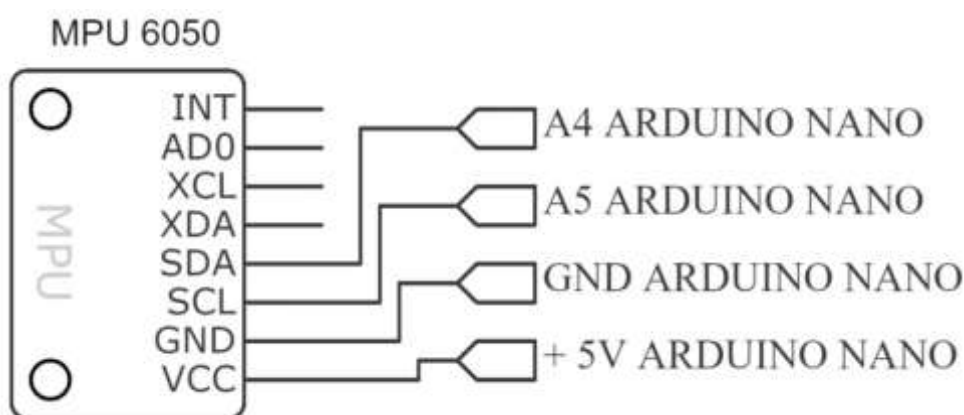 MPU 6050
INT
AD0
XCL
XDA
SDA
SCL
GND
VCC
MPU
A4 ARDUINO NANO
A5 ARDUINO NANO
GND ARDUINO NANO
+ 5V ARDUINO NANO